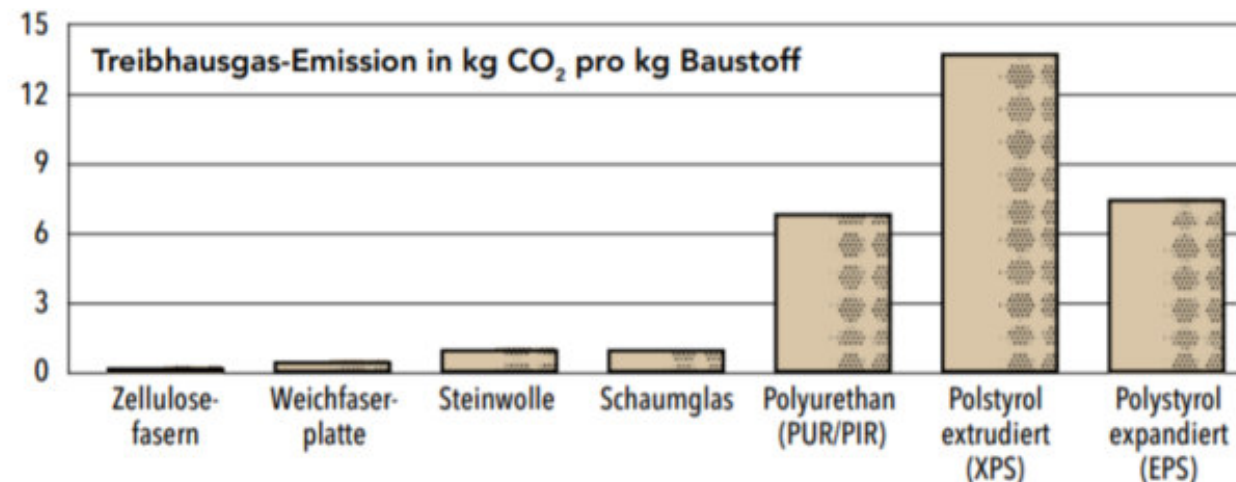 Treibhausgas-Emission in kg CO₂ pro kg Baustoff
15
12
9
6
3
0
Zellulose-
fasern
Weichfaser-
platte
Steinwolle
Schaumglas
Polyurethan
(PUR/PIR)
Polstyrol
extrudiert
(XPS)
Polystyrol
expandiert
(EPS)